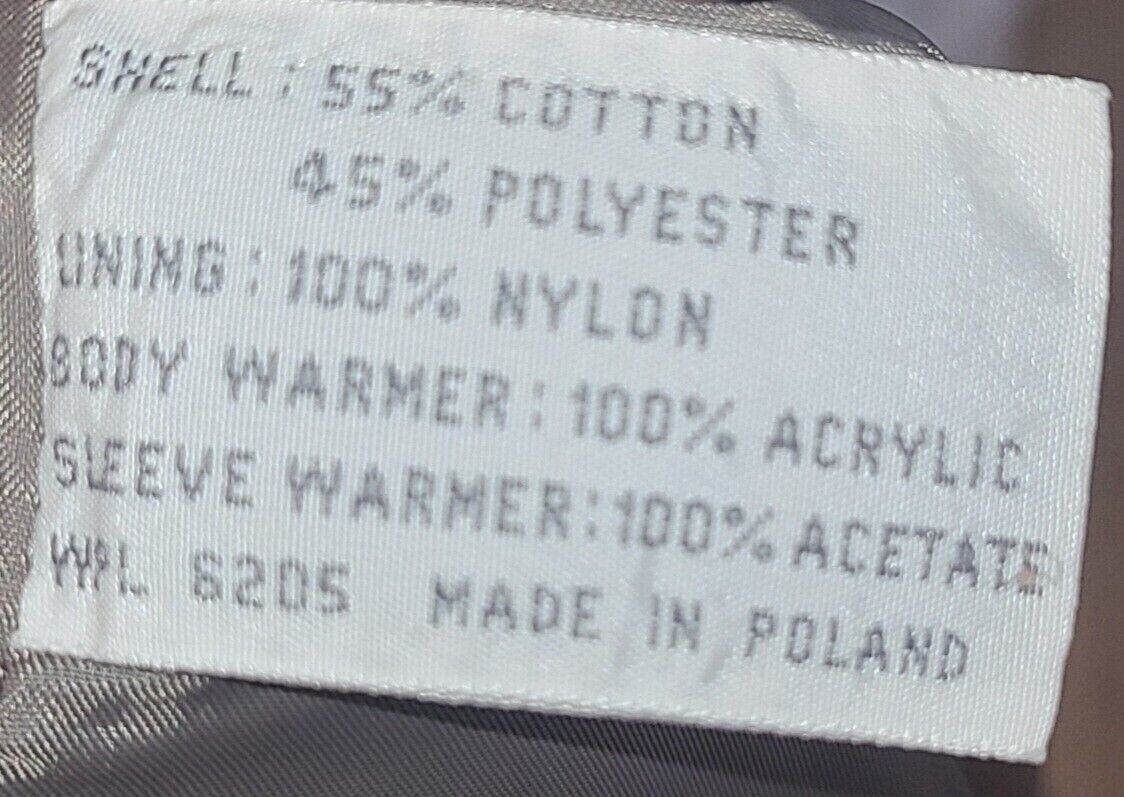 SHELL : 55% COTTON
45% POLYESTER
LINING : 100% NYLON
BODY WARMER : 100% ACRYLIC
SLEEVE WARMER : 100% ACETATE
WPL 6205 MADE IN POLAND